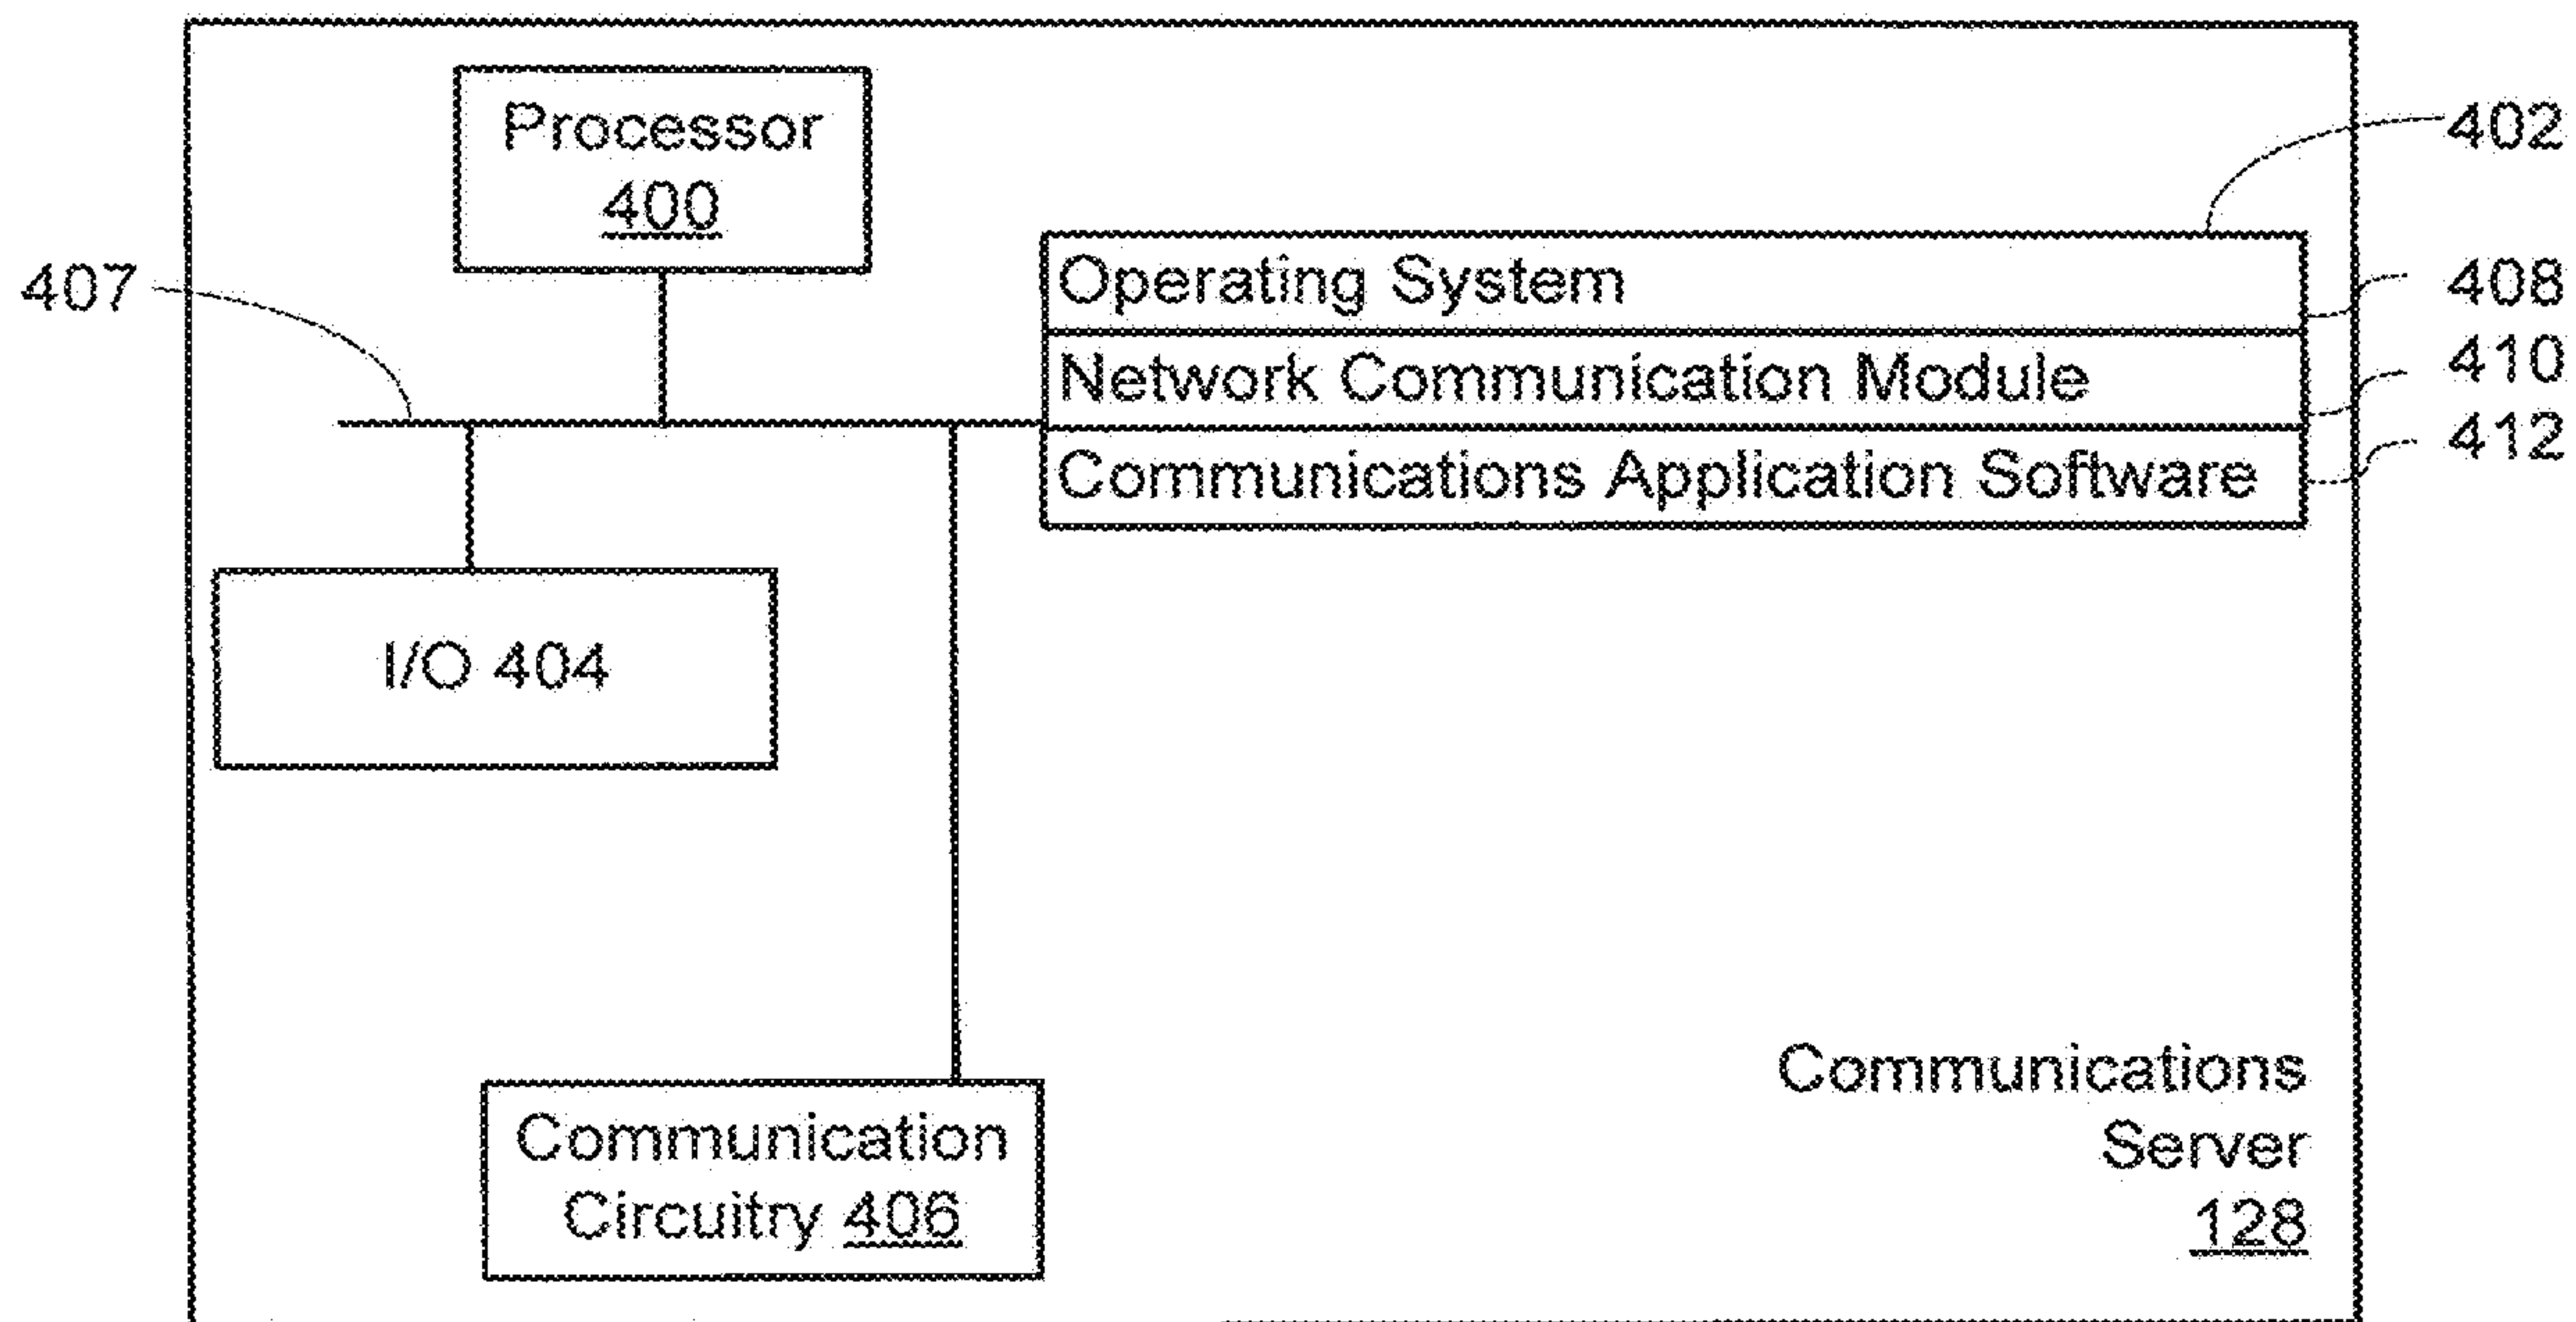 Processor
400
402
407
Operating System
408
Network Communication Module
410
Communications Application Software
412
I/O 404
Communication
Circuitry 406
Communications
Server
128